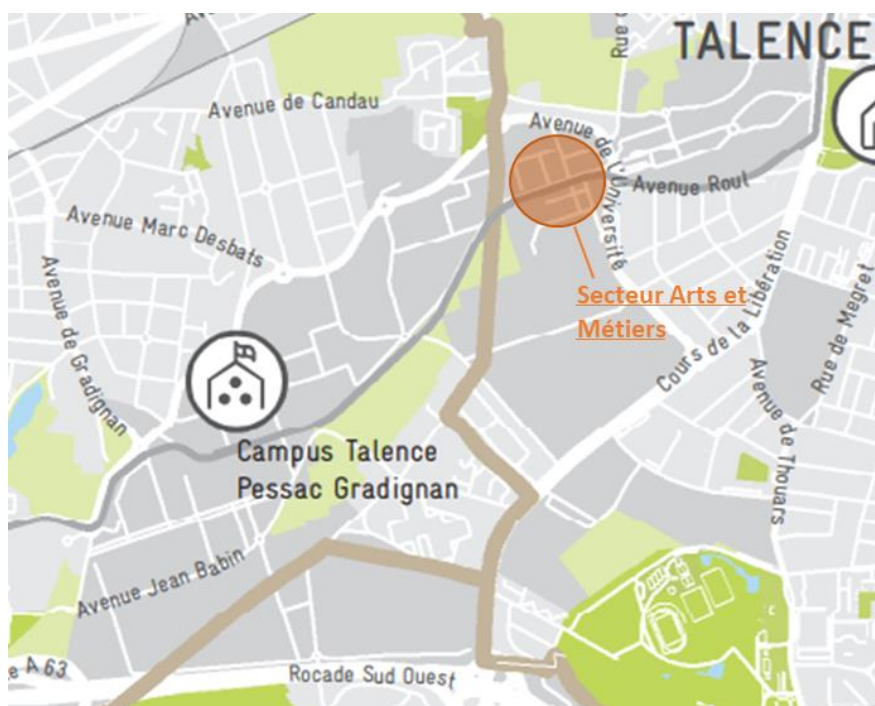 TALENCE
Avenue de Candau
Avenue de L'Université
Avenue Roul
Avenue Marc Desbats
Avenue de Gradignan
Secteur Arts et
Métiers
Cours de la Libération
Rue de Megret
Avenue de Thouars
Campus Talence
Pessac Gradignan
Avenue Jean Babin
A 63
Rocade Sud Ouest